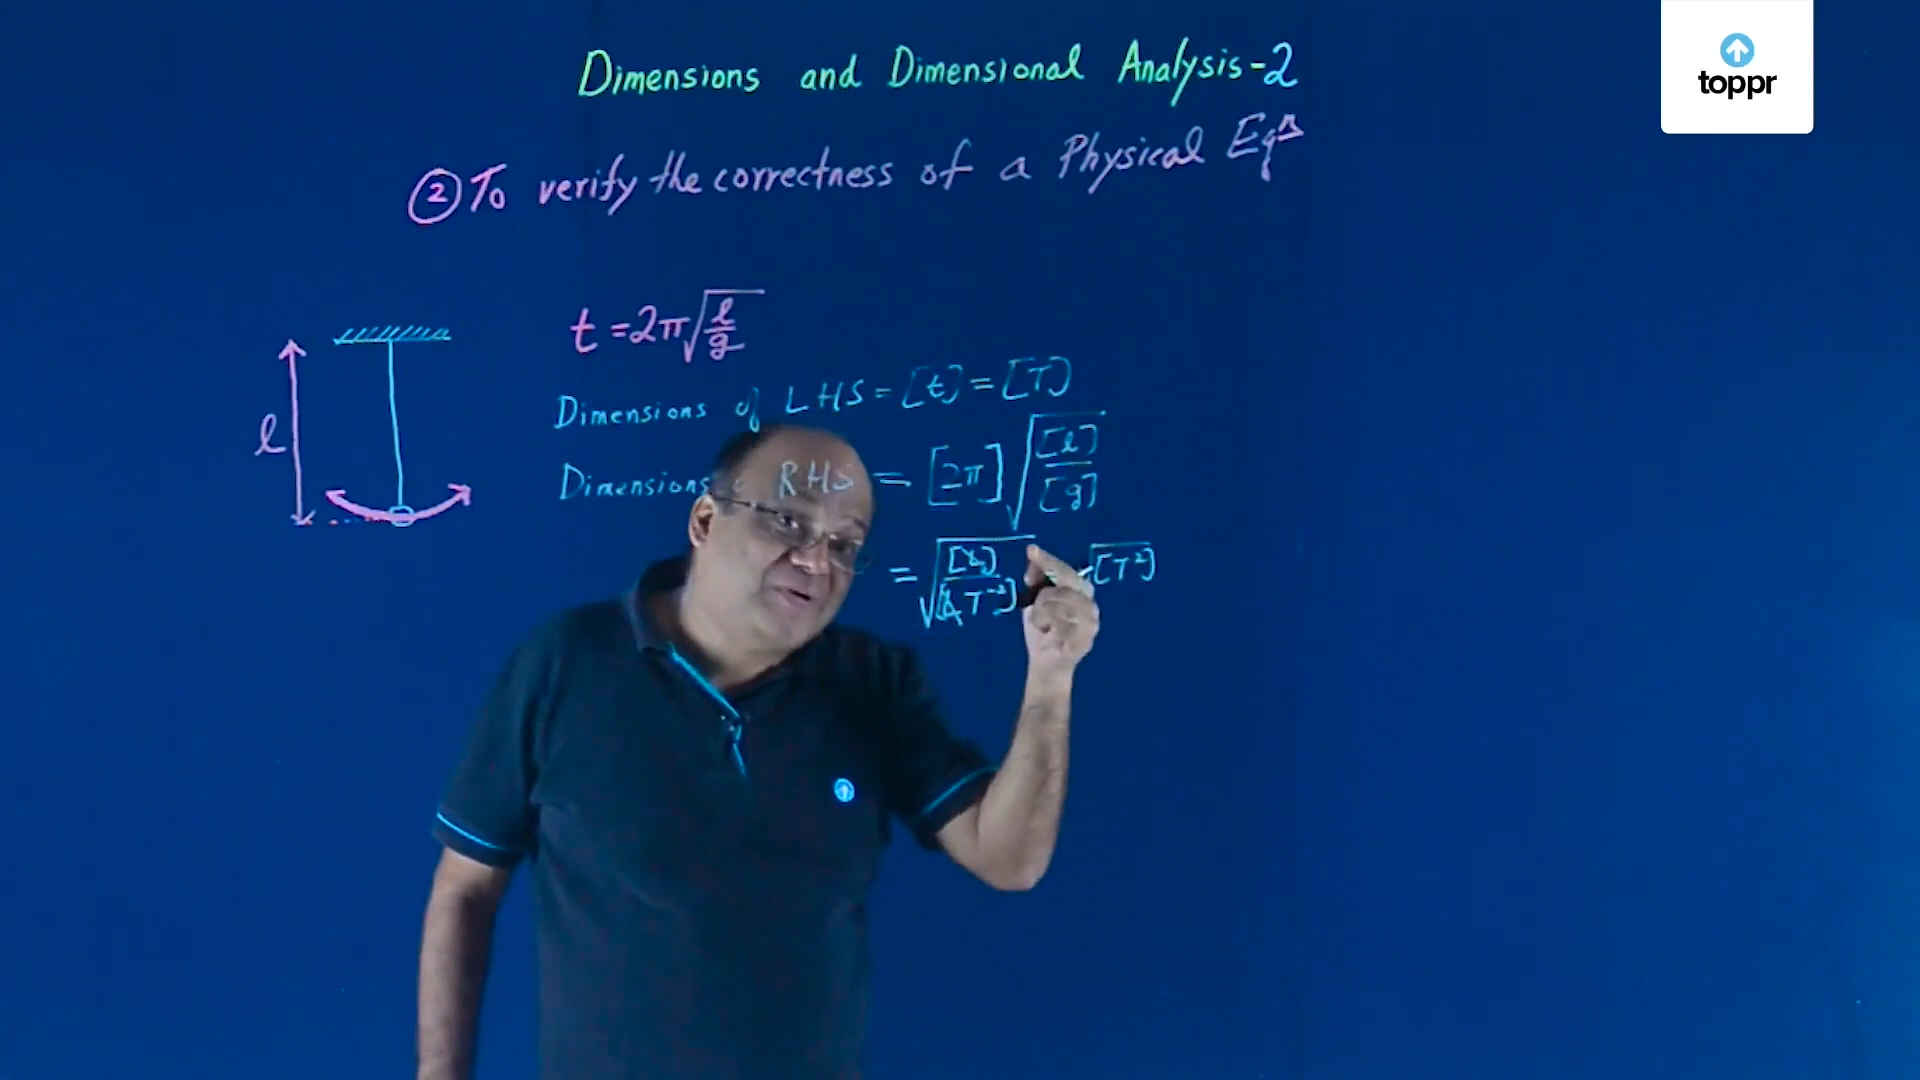 toppr
Dimensions and Dimensional Analysis-2
② To verify the correctness of a Physical Eqⁿ
t = 2π√(l/g)
l
Dimensions of LHS = [t] = [T]
Dimensions RHS = [2π]√([l]/[g])
= √([L]/[LT⁻²]) = √[T²]